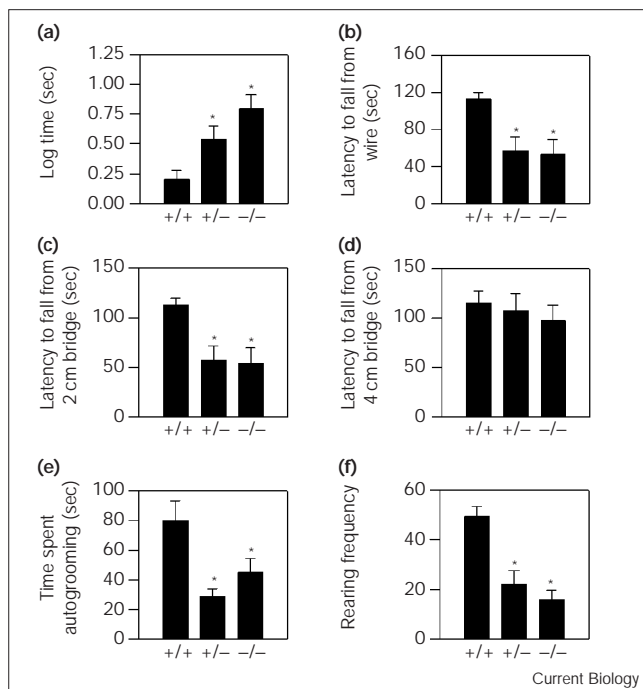 (a)
Log time (sec)
1.25
1.00
0.75
0.50
0.25
0.00
*
*
+/+ +/− −/−
(b)
Latency to fall from
wire (sec)
160
120
80
40
0
*
*
+/+ +/− −/−
(c)
Latency to fall from
2 cm bridge (sec)
150
100
50
0
*
*
+/+ +/− −/−
(d)
Latency to fall from
4 cm bridge (sec)
150
100
50
0
+/+ +/− −/−
(e)
Time spent
autogrooming (sec)
100
80
60
40
20
0
*
*
+/+ +/− −/−
(f)
Rearing frequency
60
40
20
0
*
*
+/+ +/− −/−
Current Biology